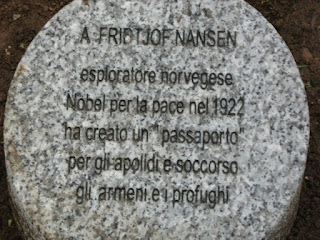 A FRIDTJOF NANSEN
esploratore norvegese
Nobel per la pace nel 1922
ha creato un "passaporto"
per gli apolidi e soccorso
gli armeni e i profughi